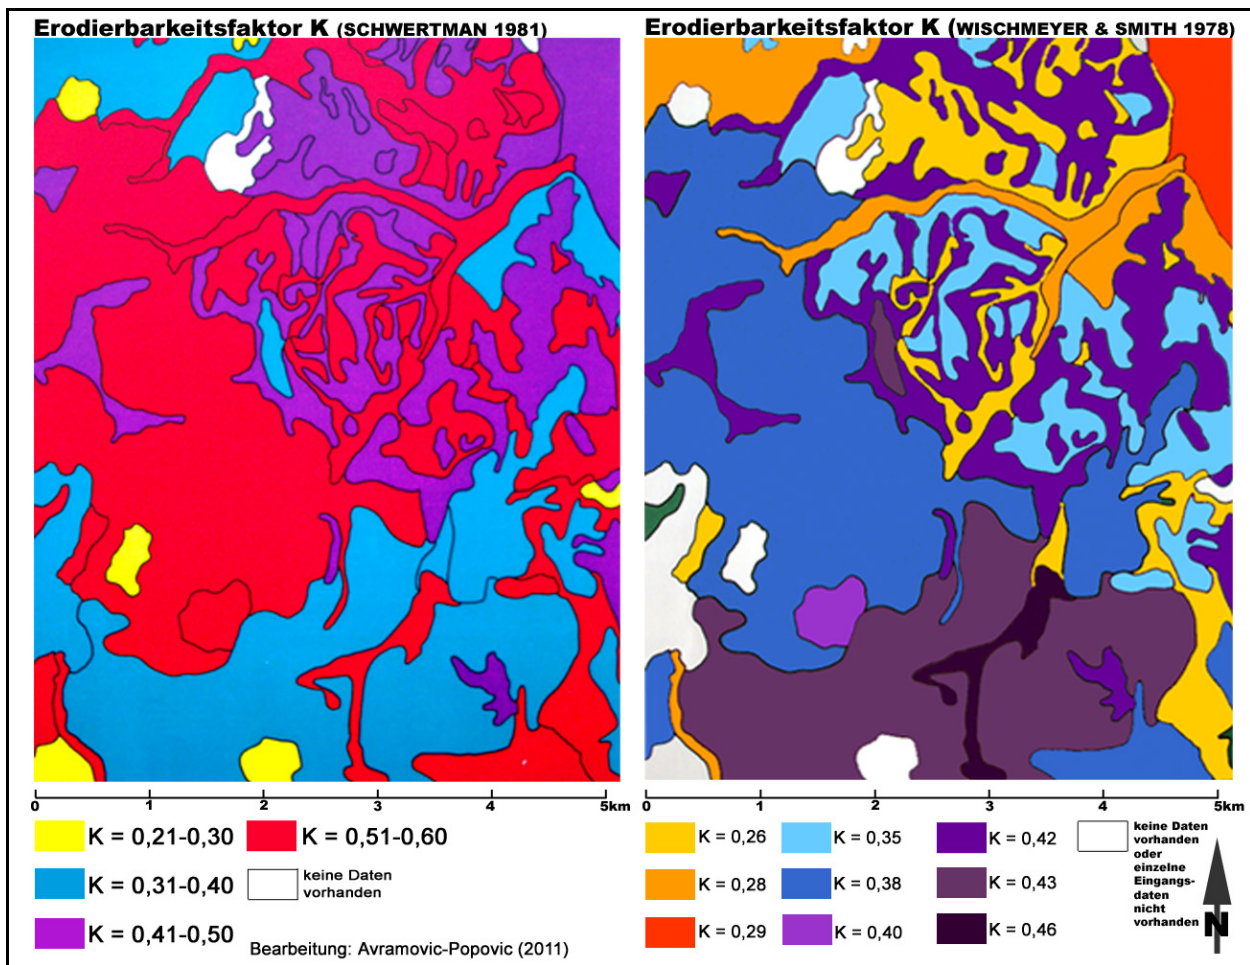 Erodierbarkeitsfaktor K (SCHWERTMAN 1981)
0 1 2 3 4 5km
K = 0,21-0,30
K = 0,51-0,60
K = 0,31-0,40
keine Daten
vorhanden
K = 0,41-0,50
Bearbeitung: Avramovic-Popovic (2011)
Erodierbarkeitsfaktor K (WISCHMEYER & SMITH 1978)
0 1 2 3 4 5km
K = 0,26
K = 0,35
K = 0,42
K = 0,28
K = 0,38
K = 0,43
K = 0,29
K = 0,40
K = 0,46
keine Daten
vorhanden
oder
einzelne
Eingangs-
daten
nicht
vorhanden
N